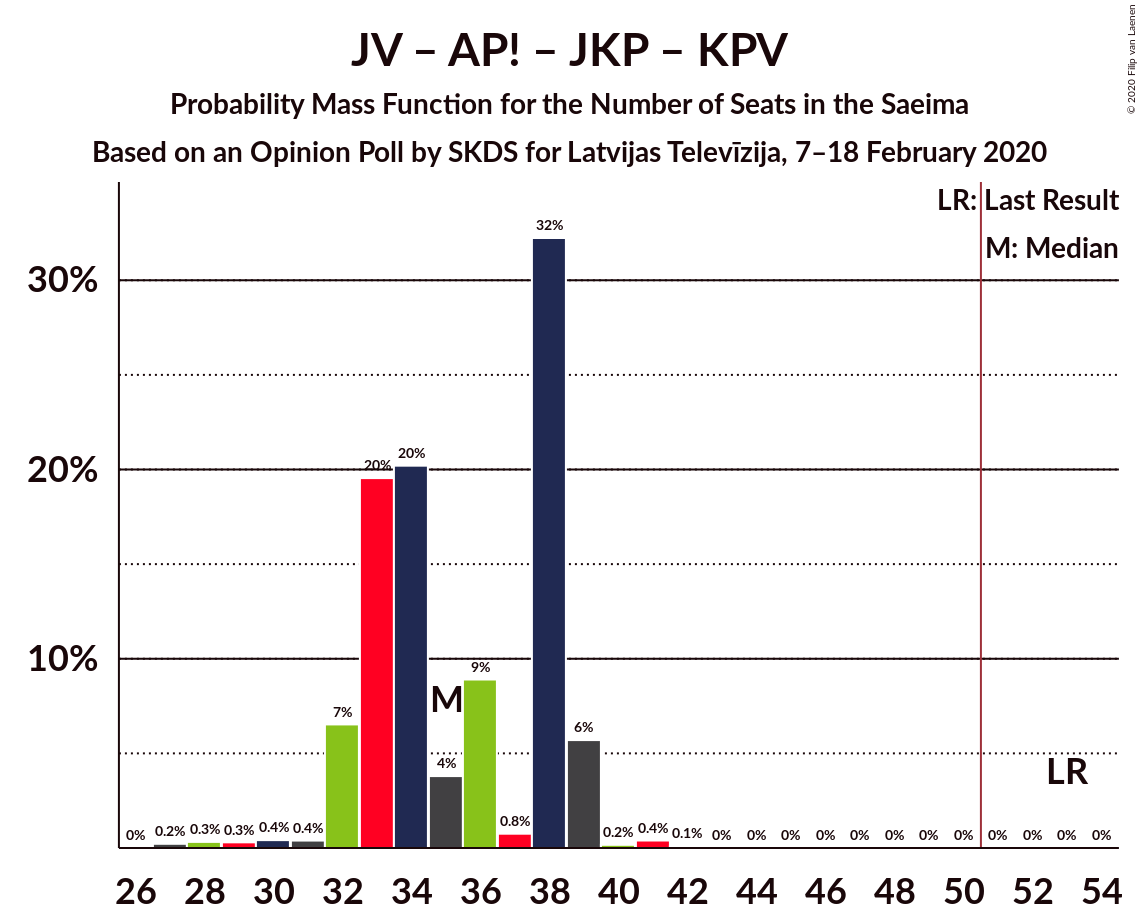 JV – AP! – JKP – KPV
Probability Mass Function for the Number of Seats in the Saeima
Based on an Opinion Poll by SKDS for Latvijas Televīzija, 7–18 February 2020
© 2020 Filip van Laenen
LR: Last Result
M: Median
30%
20%
10%
0% 0.2% 0.3% 0.3% 0.4% 0.4% 7% 20% 20% 4% 9% 0.8% 32% 6% 0.2% 0.4% 0.1% 0% 0% 0% 0% 0% 0% 0% 0% 0% 0% 0% 0%
M
LR
26 28 30 32 34 36 38 40 42 44 46 48 50 52 54